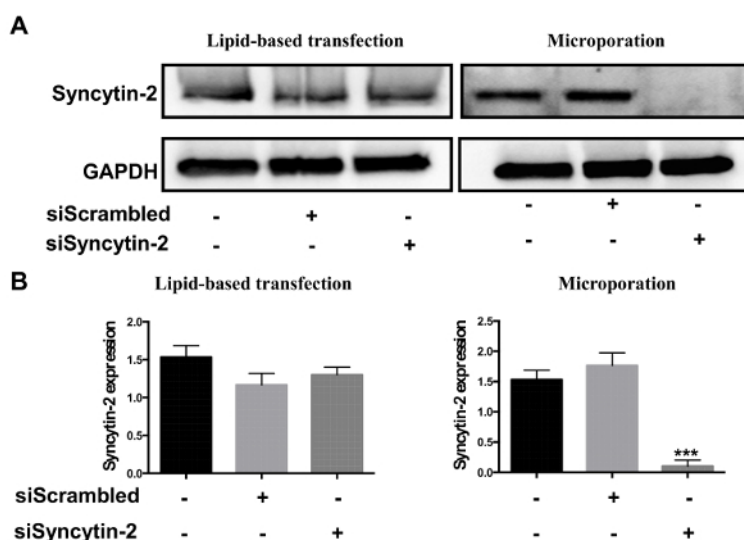 A
Lipid-based transfection Microporation
Syncytin-2
GAPDH
siScrambled - + - - + -
siSyncytin-2 - - + - - +
B
Lipid-based transfection Microporation
Syncytin-2 expression
2.0
1.5
1.0
0.5
0.0
Syncytin-2 expression
2.5
2.0
1.5
1.0
0.5
0.0
***
siScrambled - + - - + -
siSyncytin-2 - - + - - +